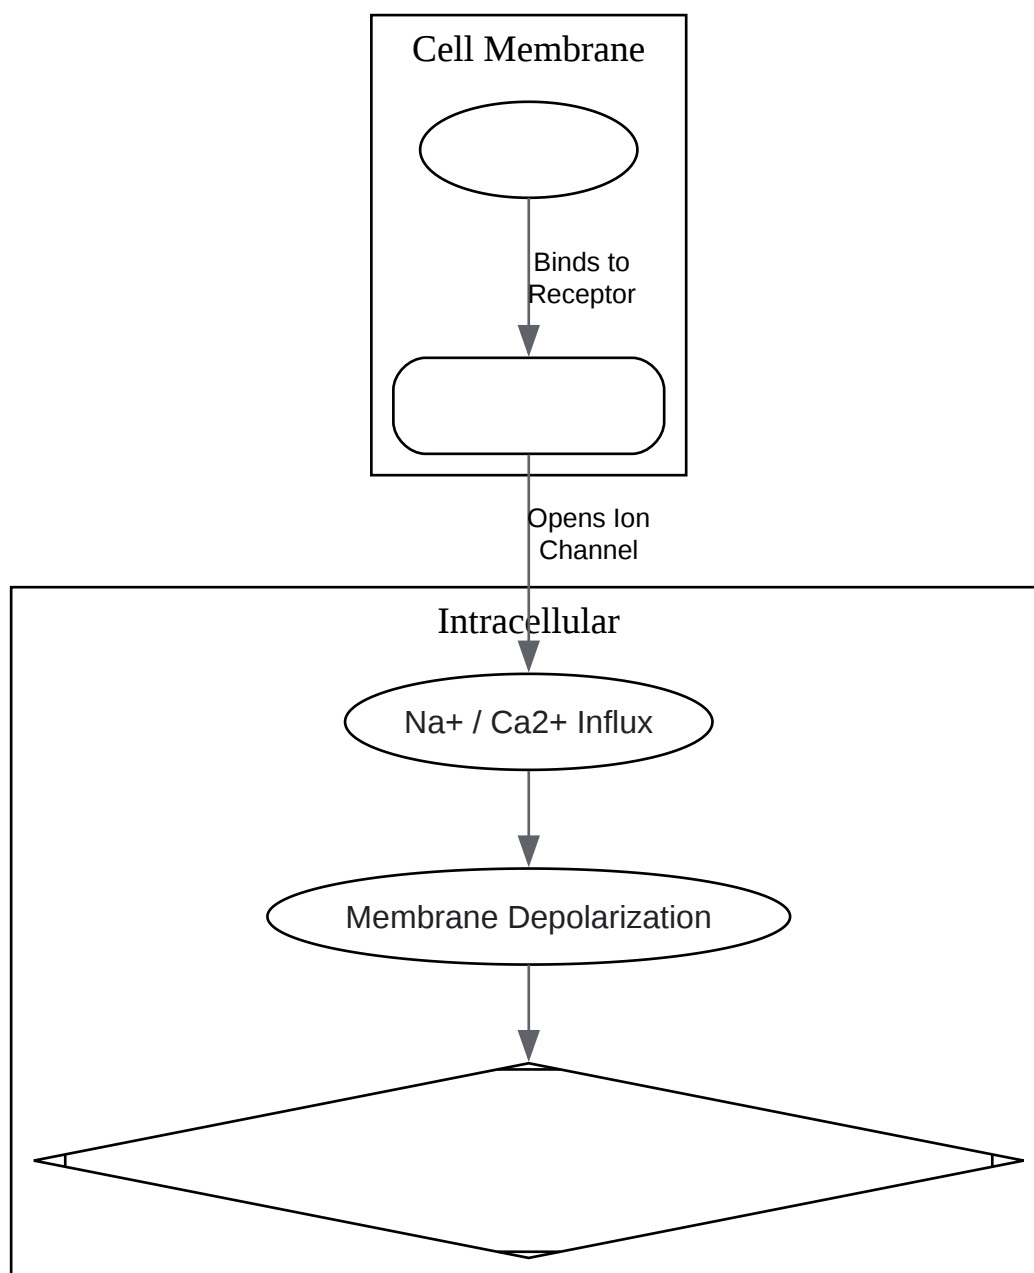 Cell Membrane
Binds to
Receptor
Opens Ion
Channel
Intracellular
Na+ / Ca2+ Influx
Membrane Depolarization